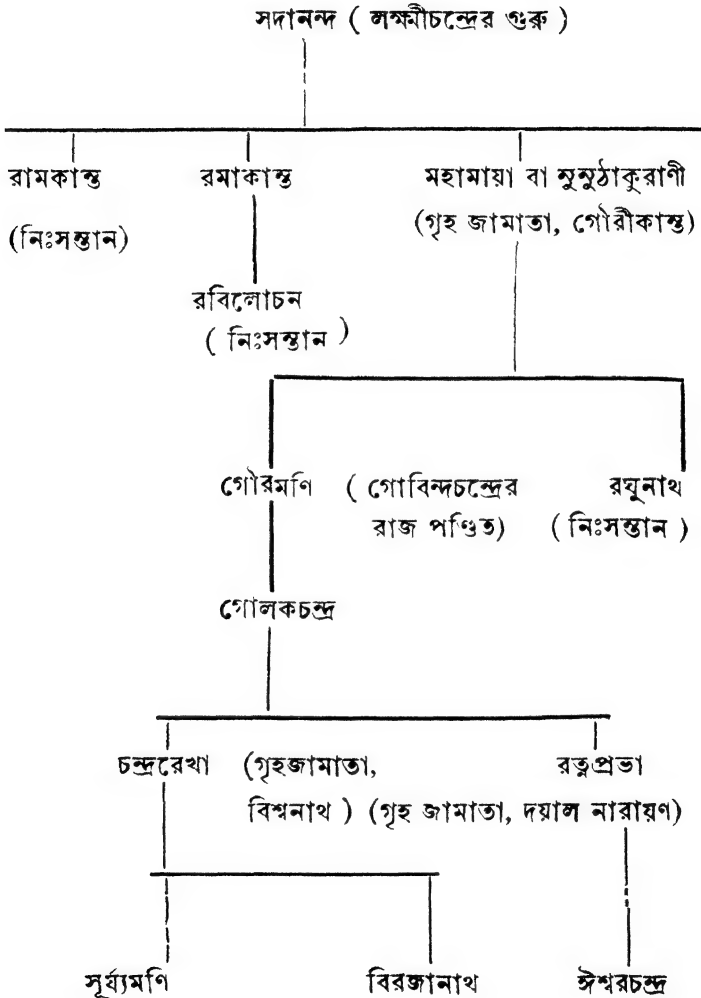 সদানন্দ ( লক্ষ্মীচন্দ্রের গুরু )
রামকান্ত রমাকান্ত মহামায়া বা নুনুঠাকুরাণী
(নিঃসন্তান) (গৃহ জামাতা, গৌরীকান্ত)
রবিলোচন
( নিঃসন্তান )
গৌরমণি ( গোবিন্দচন্দ্রের রঘুনাথ
রাজ পণ্ডিত) ( নিঃসন্তান )
গোলকচন্দ্র
চন্দ্ররেখা (গৃহজামাতা, রত্নপ্রভা
বিশ্বনাথ ) (গৃহ জামাতা, দয়াল নারায়ণ)
সূর্য্যমণি বিরজানাথ ঈশ্বরচন্দ্র